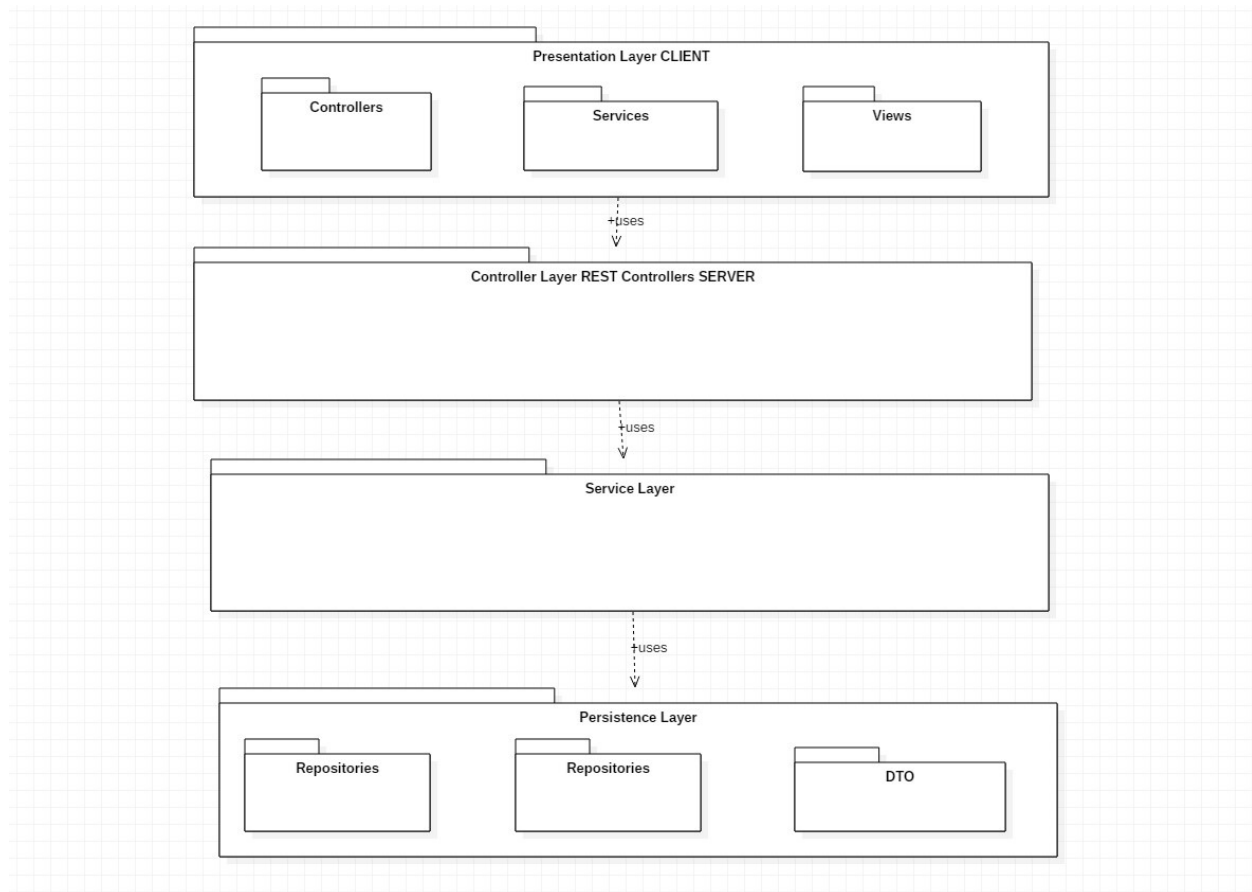 Presentation Layer CLIENT
Controllers
Services
Views
+uses
Controller Layer REST Controllers SERVER
+uses
Service Layer
+uses
Persistence Layer
Repositories
Repositories
DTO